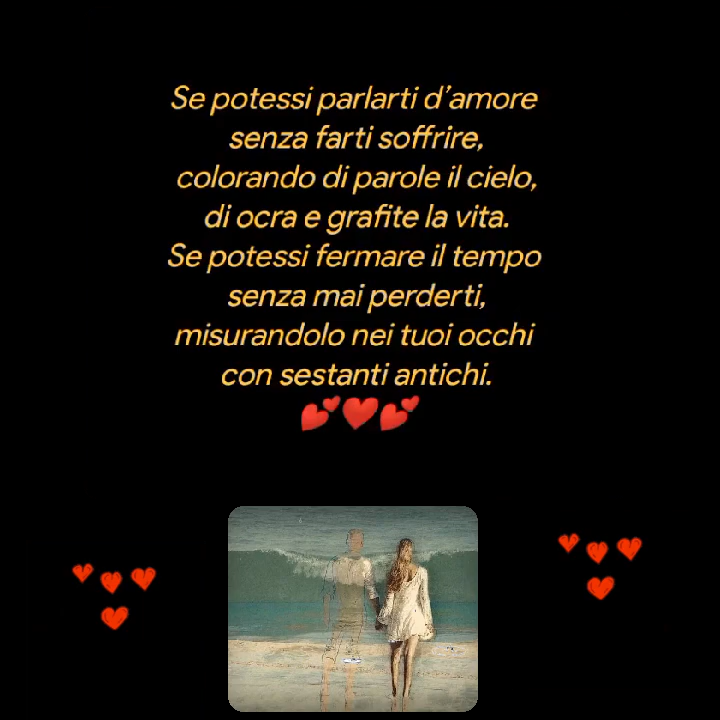 Se potessi parlarti d’amore
senza farti soffrire,
colorando di parole il cielo,
di ocra e grafite la vita.
Se potessi fermare il tempo
senza mai perderti,
misurandolo nei tuoi occhi
con sestanti antichi.
💕❤️💕